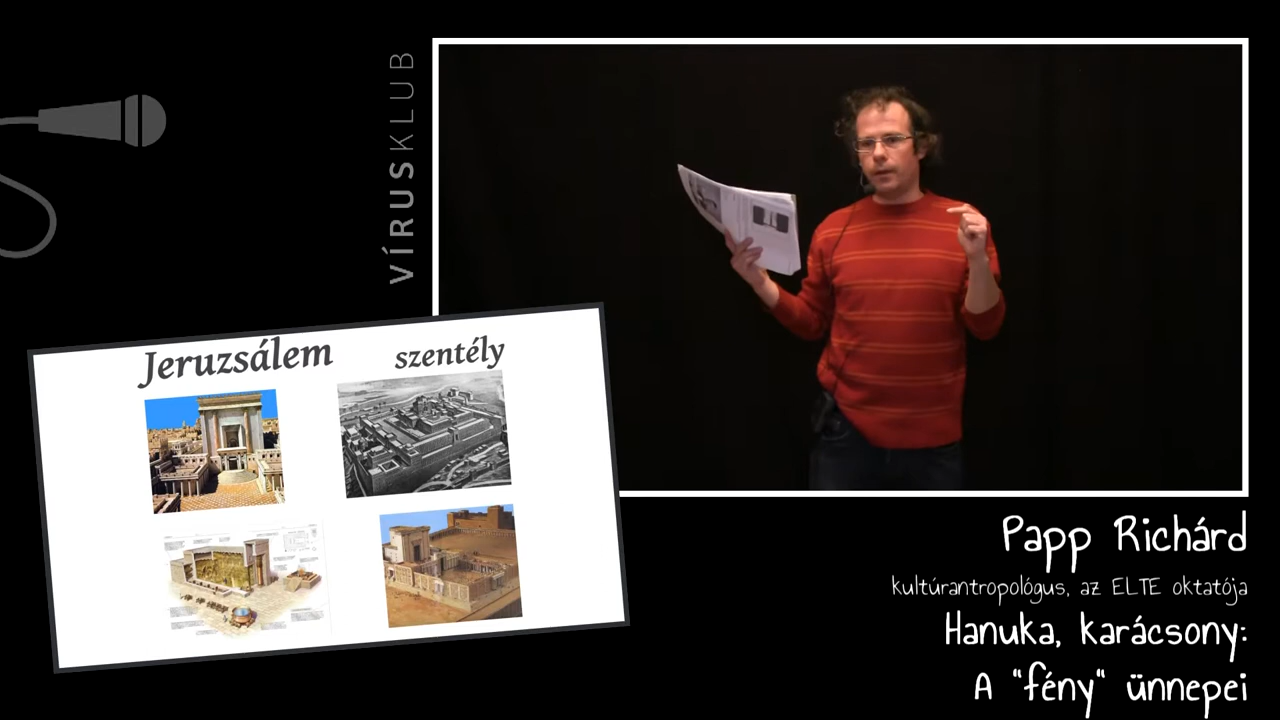 VÍRUSKLUB
Jeruzsálem szentély
Papp Richárd
kultúrantropológus, az ELTE oktatója
Hanuka, karácsony:
A "fény" ünnepei